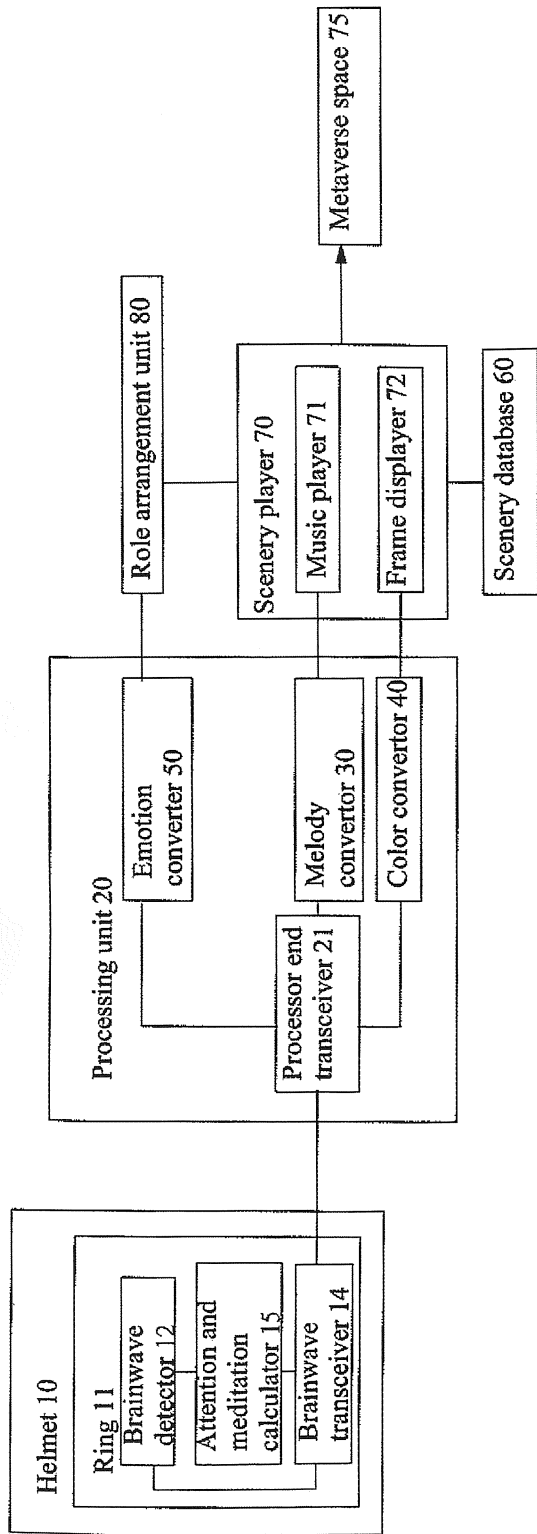 Helmet 10
Ring 11
Brainwave
detector 12
Attention and
meditation
calculator 15
Brainwave
transceiver 14
Processing unit 20
Emotion
converter 50
Processor end
transceiver 21
Melody
convertor 30
Color convertor 40
Role arrangement unit 80
Scenery player 70
Music player 71
Frame displayer 72
Scenery database 60
Metaverse space 75